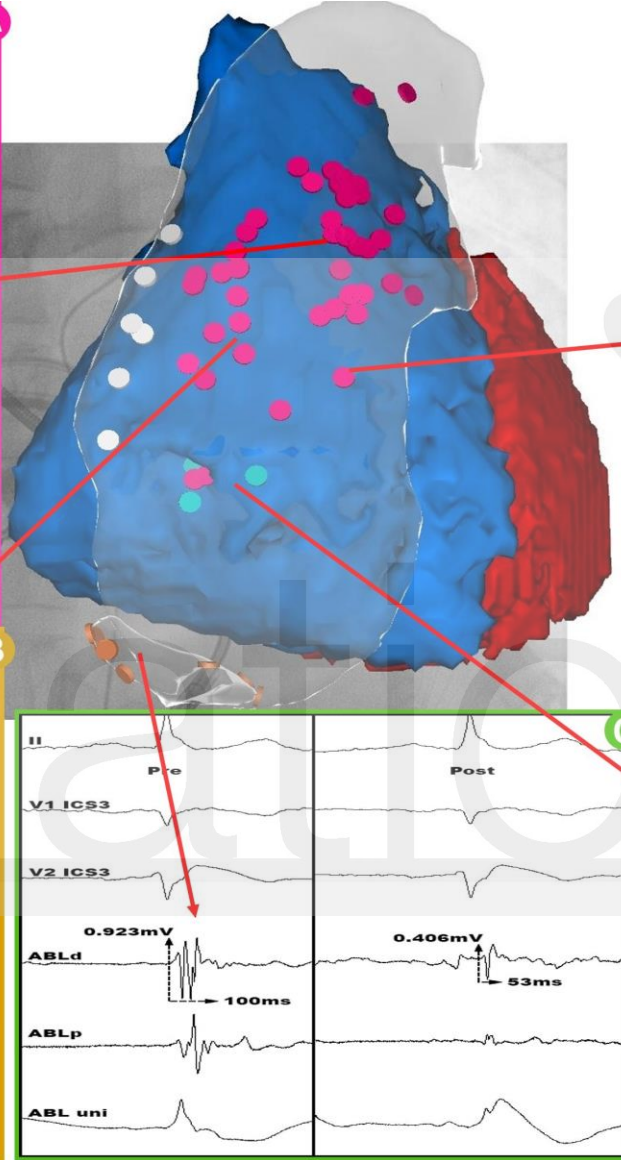 A
B
C
II
Pre
Post
V1 ICS3
V2 ICS3
0.923mV
0.406mV
ABLd
100ms
53ms
ABLp
ABL uni